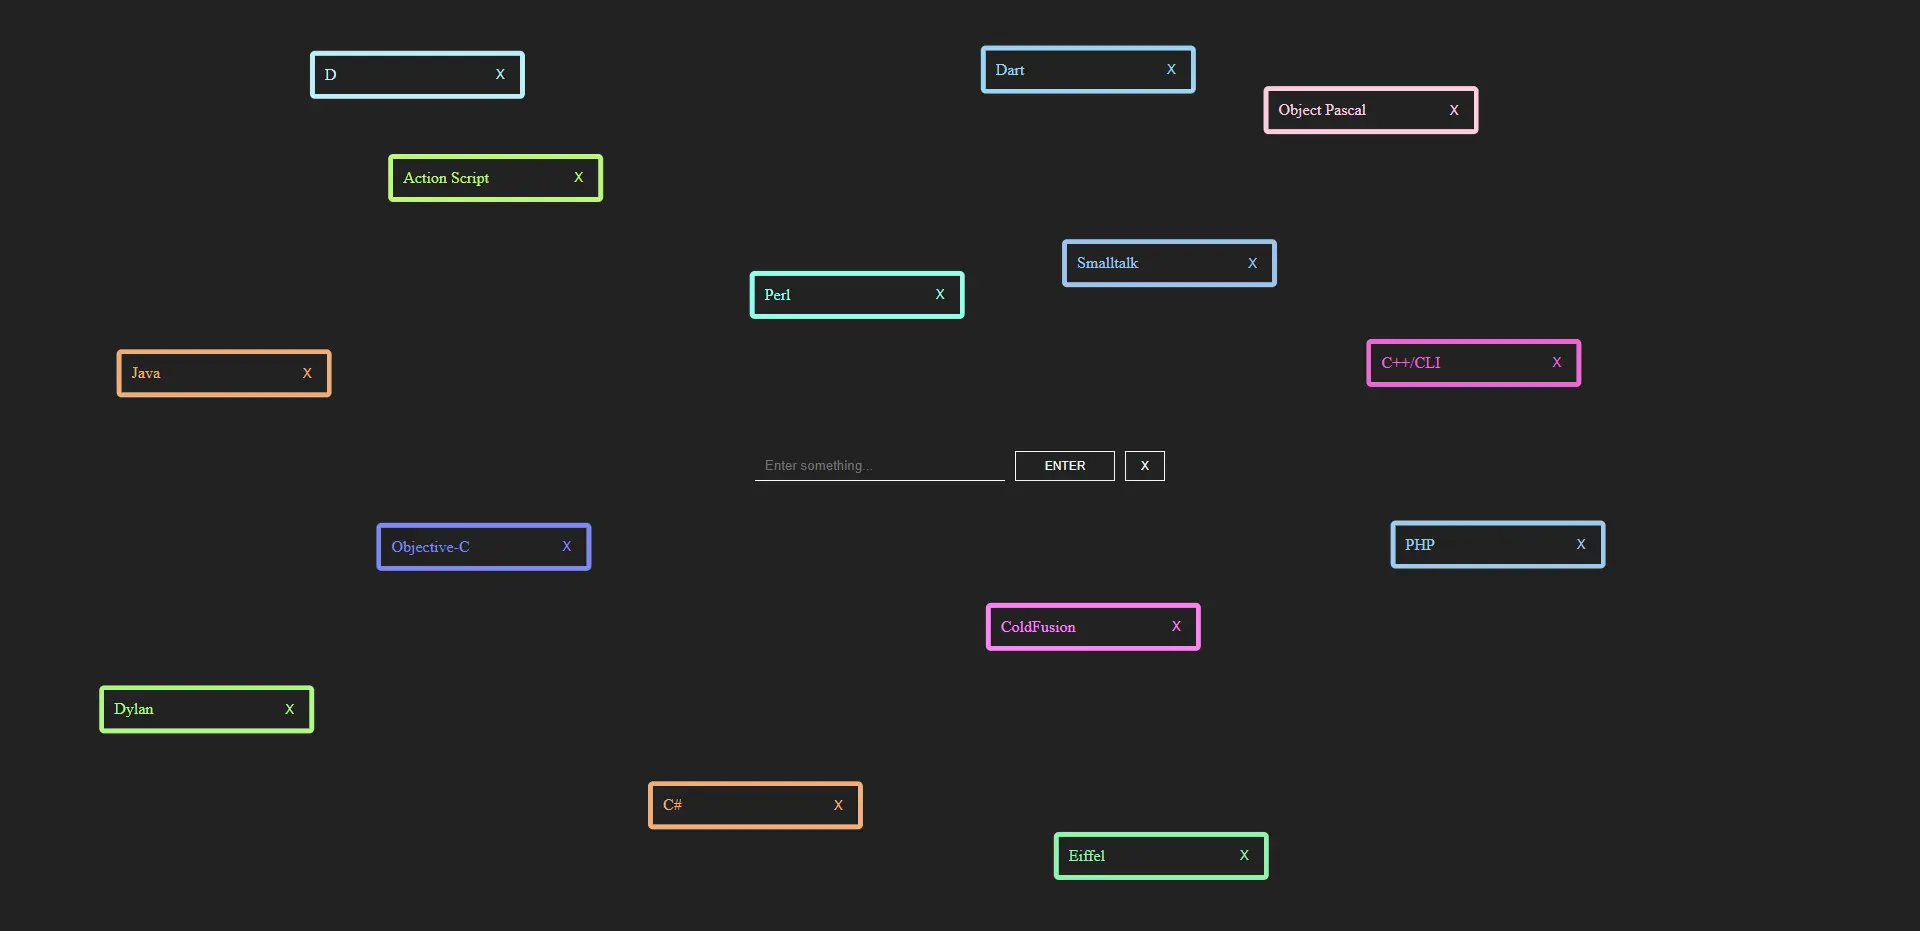 D X
Dart X
Object Pascal X
Action Script X
Smalltalk X
Perl X
C++/CLI X
Java X
Enter something... ENTER X
Objective-C X
PHP X
ColdFusion X
Dylan X
C# X
Eiffel X